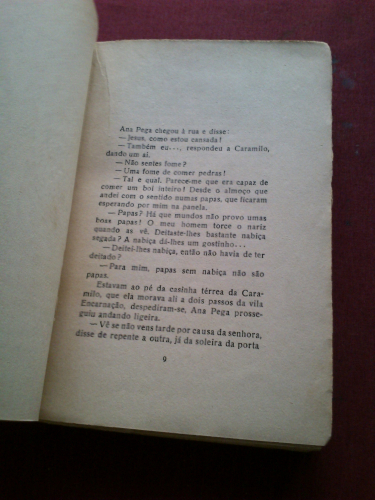 Ana Pega chegou à rua e disse:
—Jesus, como estou cansada!
—Também eu..., respondeu a Caramilo,
dando um ai.
—Não sentes fome?
—Uma fome de comer pedras!
—Tal e qual. Parece-me que era capaz de
comer um boi inteiro! Desde o almoço que
andei com o sentido numas papas, que ficaram
esperando por mim na panela.
—Papas? Há que mundos não provo umas
boas papas! O meu homem torce o nariz
quando as vê. Deitaste-lhes bastante nabiça
segada? A nabiça dá-lhes um gostinho...
—Deitei-lhes nabiça, então não havia de ter
deitado?
—Para mim, papas sem nabiça não são
papas.
Estavam ao pé da casinha térrea da Cara-
milo, que ela morava ali a dois passos da vila
Encarnação, despediram-se, Ana Pega prosse-
guiu andando ligeira.
—Vê se não vens tarde por causa da senhora,
disse de repente a outra, já da soleira da porta
9